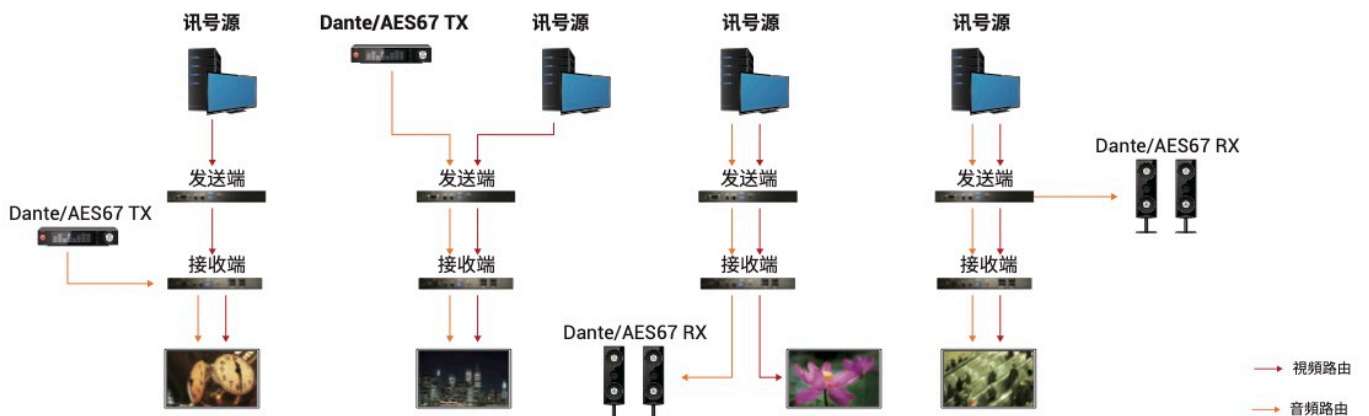 讯号源
Dante/AES67 TX
讯号源
讯号源
讯号源
Dante/AES67 RX
发送端
发送端
发送端
发送端
Dante/AES67 TX
接收端
接收端
接收端
接收端
Dante/AES67 RX
視頻路由
音頻路由